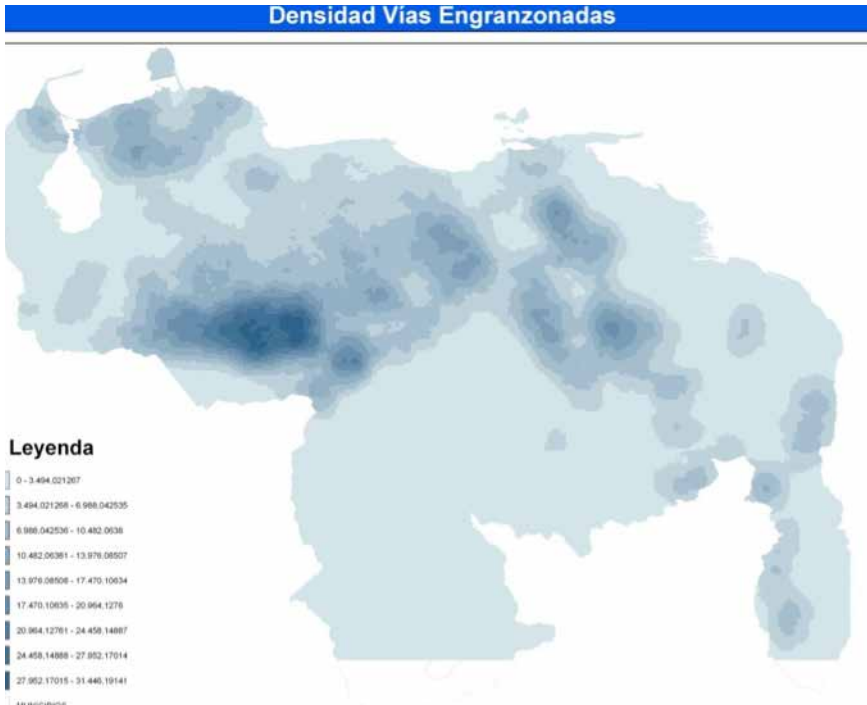 Densidad Vías Engranzonadas
Leyenda
0 - 3.494,021267
3.494,021268 - 6.988,042535
6.988,042536 - 10.482,0638
10.482,06381 - 13.976,08507
13.976,08508 - 17.470,10634
17.470,10635 - 20.964,1276
20.964,12761 - 24.458,14887
24.458,14888 - 27.952,17014
27.952,17015 - 31.446,19141